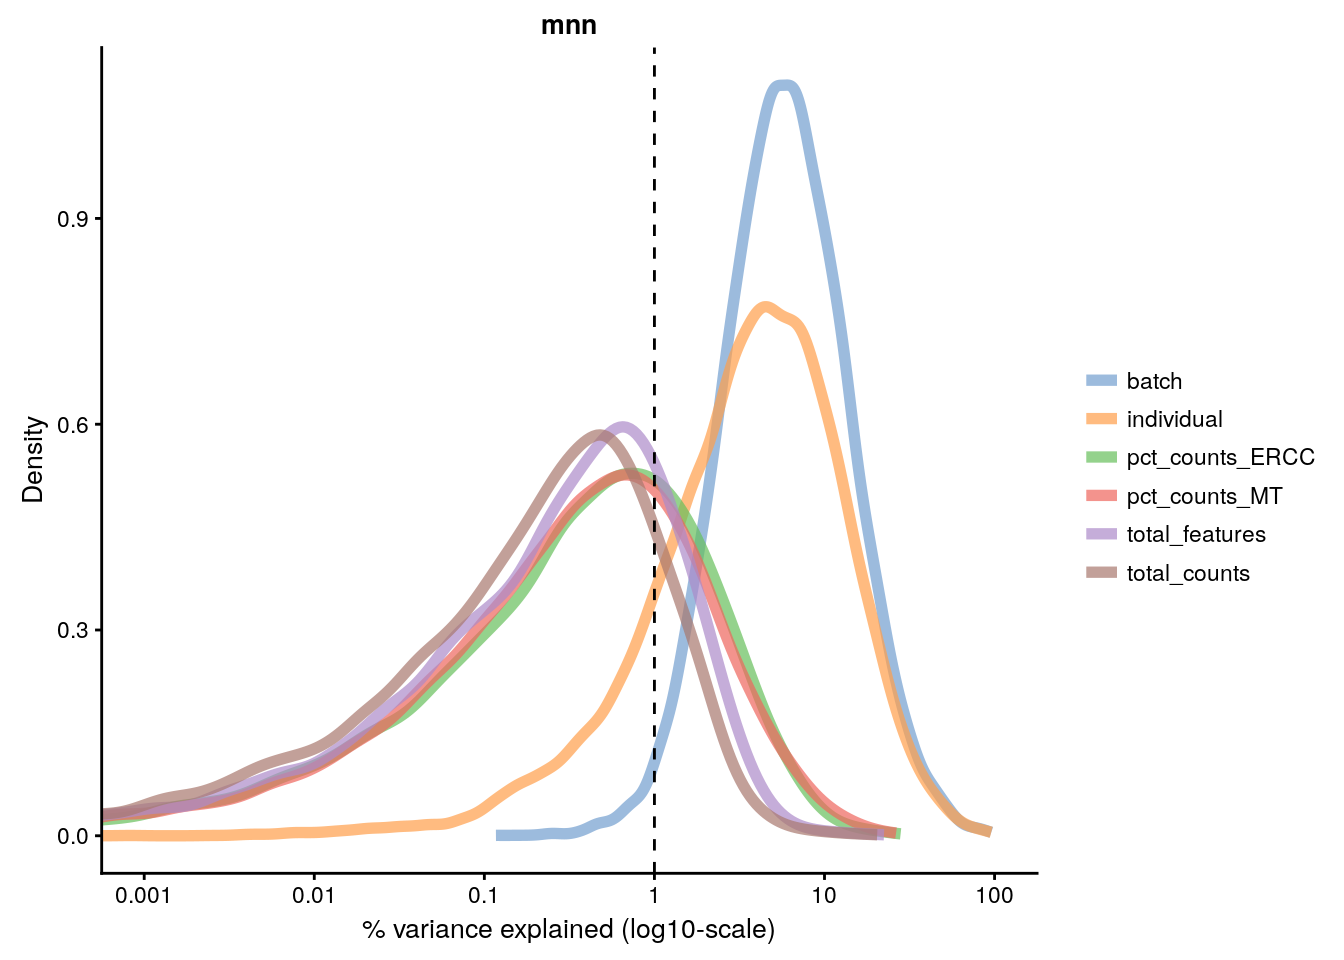 mnn
Density
0.9
0.6
0.3
0.0
0.001
0.01
0.1
1
10
100
% variance explained (log10-scale)
batch
individual
pct_counts_ERCC
pct_counts_MT
total_features
total_counts